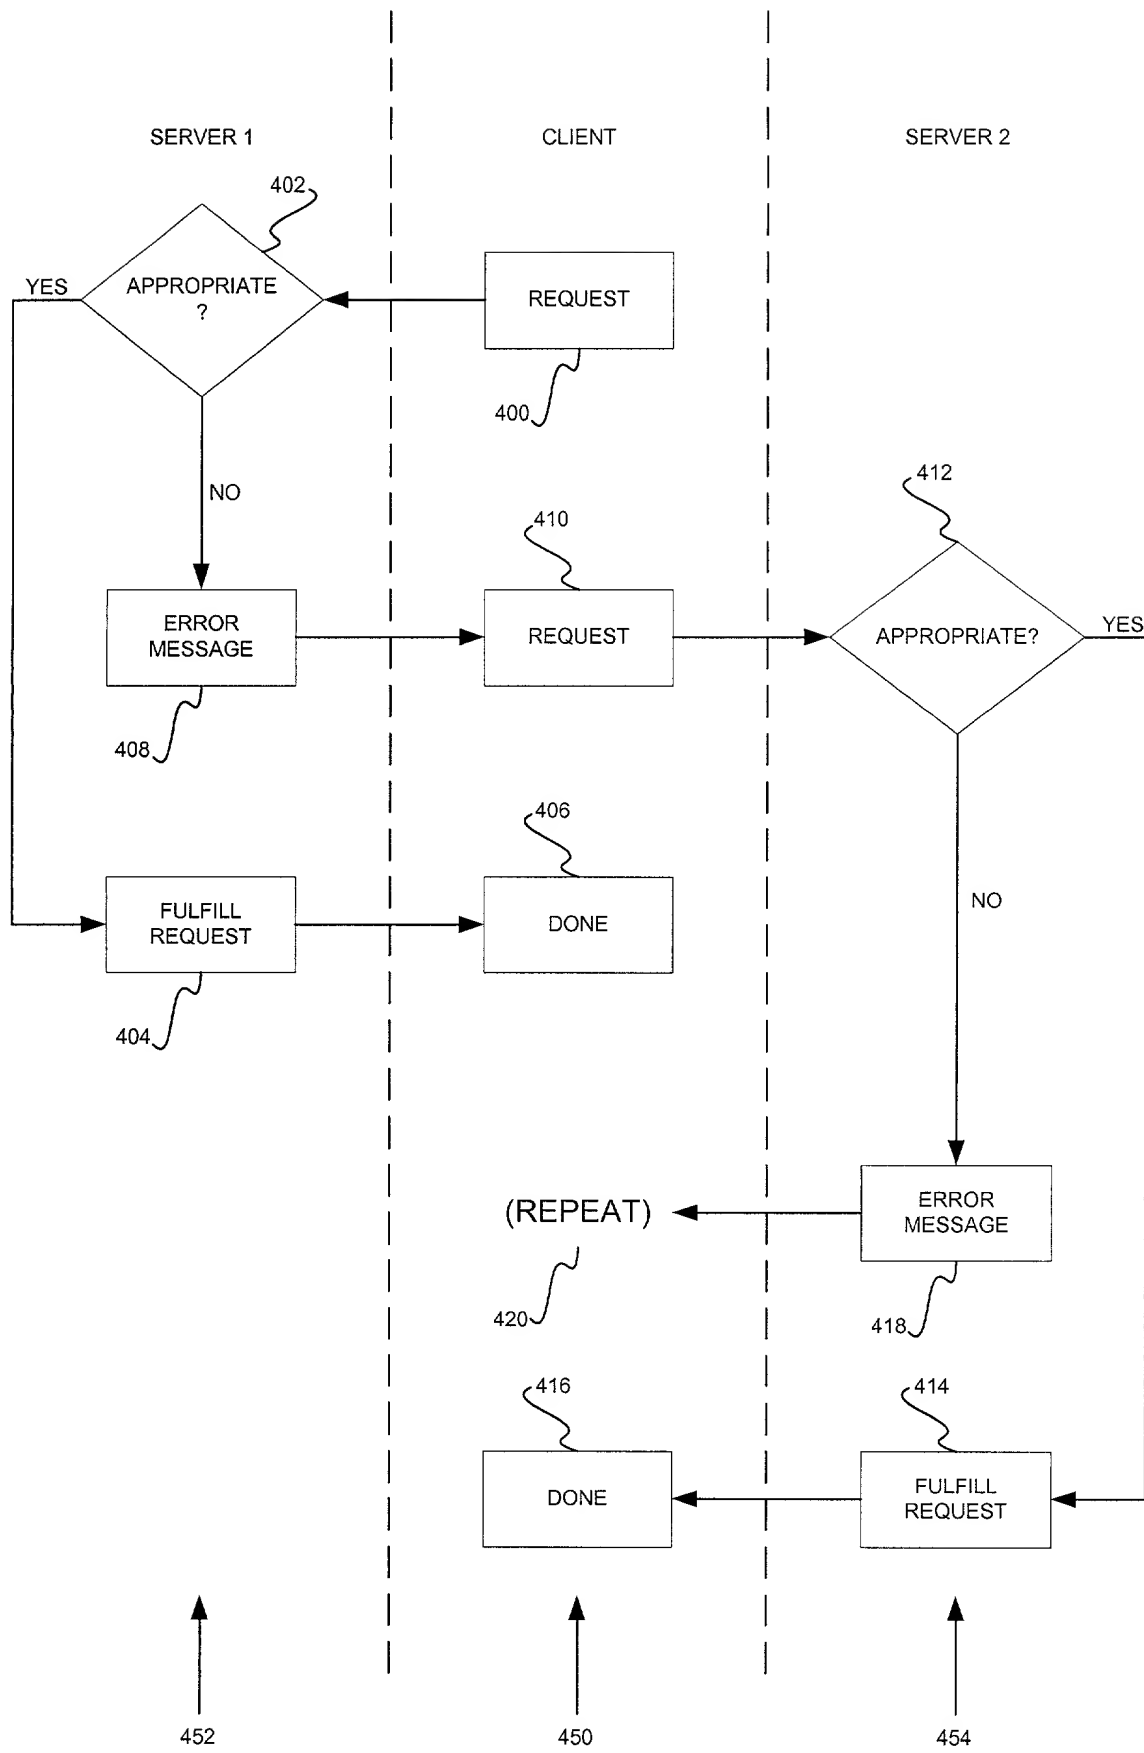 SERVER 1
CLIENT
SERVER 2
402
YES
APPROPRIATE
?
REQUEST
400
NO
412
410
ERROR
MESSAGE
REQUEST
APPROPRIATE?
YES
408
406
NO
FULFILL
REQUEST
DONE
404
(REPEAT)
ERROR
MESSAGE
420
418
416
414
DONE
FULFILL
REQUEST
452
450
454